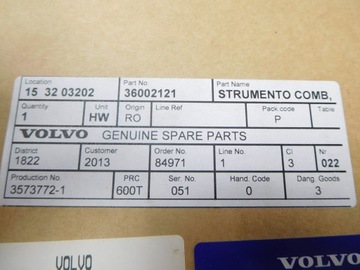 Location Part No Part Name
15 32 03202 36002121 STRUMENTO COMB,
Quantity Unit Origin Line Ref Pack.code Table
1 HW RO P
VOLVO GENUINE SPARE PARTS
District Customer Order No. Line No. Cl Nr
1822 2013 84971 1 3 022
Production No. PRC Ser. No. Hand. Code Dang. Goods
3573772-1 600T 051 0 3
VOLVO VOLVO